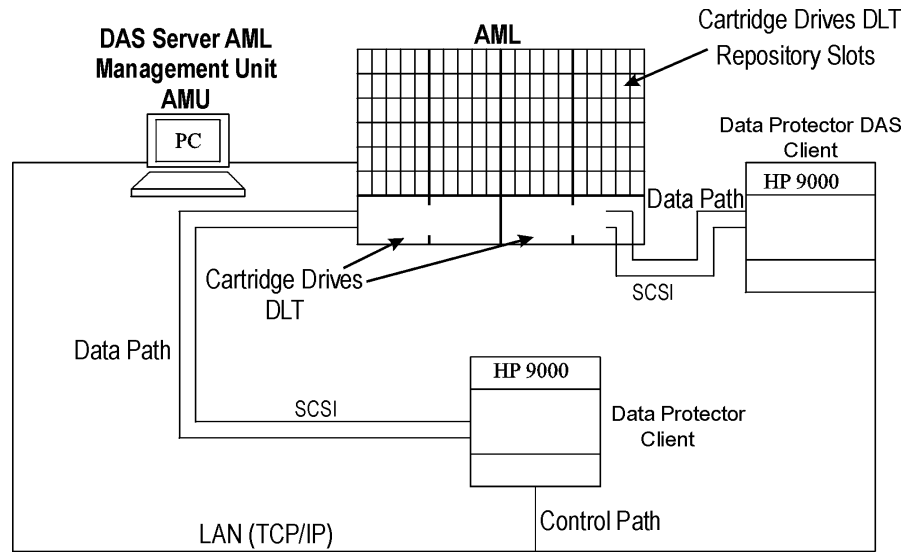 DAS Server AML
Management Unit
AMU
PC
AML
Cartridge Drives DLT
Repository Slots
Data Protector DAS
Client
HP 9000
Data Path
SCSI
Cartridge Drives
DLT
Data Path
SCSI
HP 9000
Data Protector
Client
Control Path
LAN (TCP/IP)